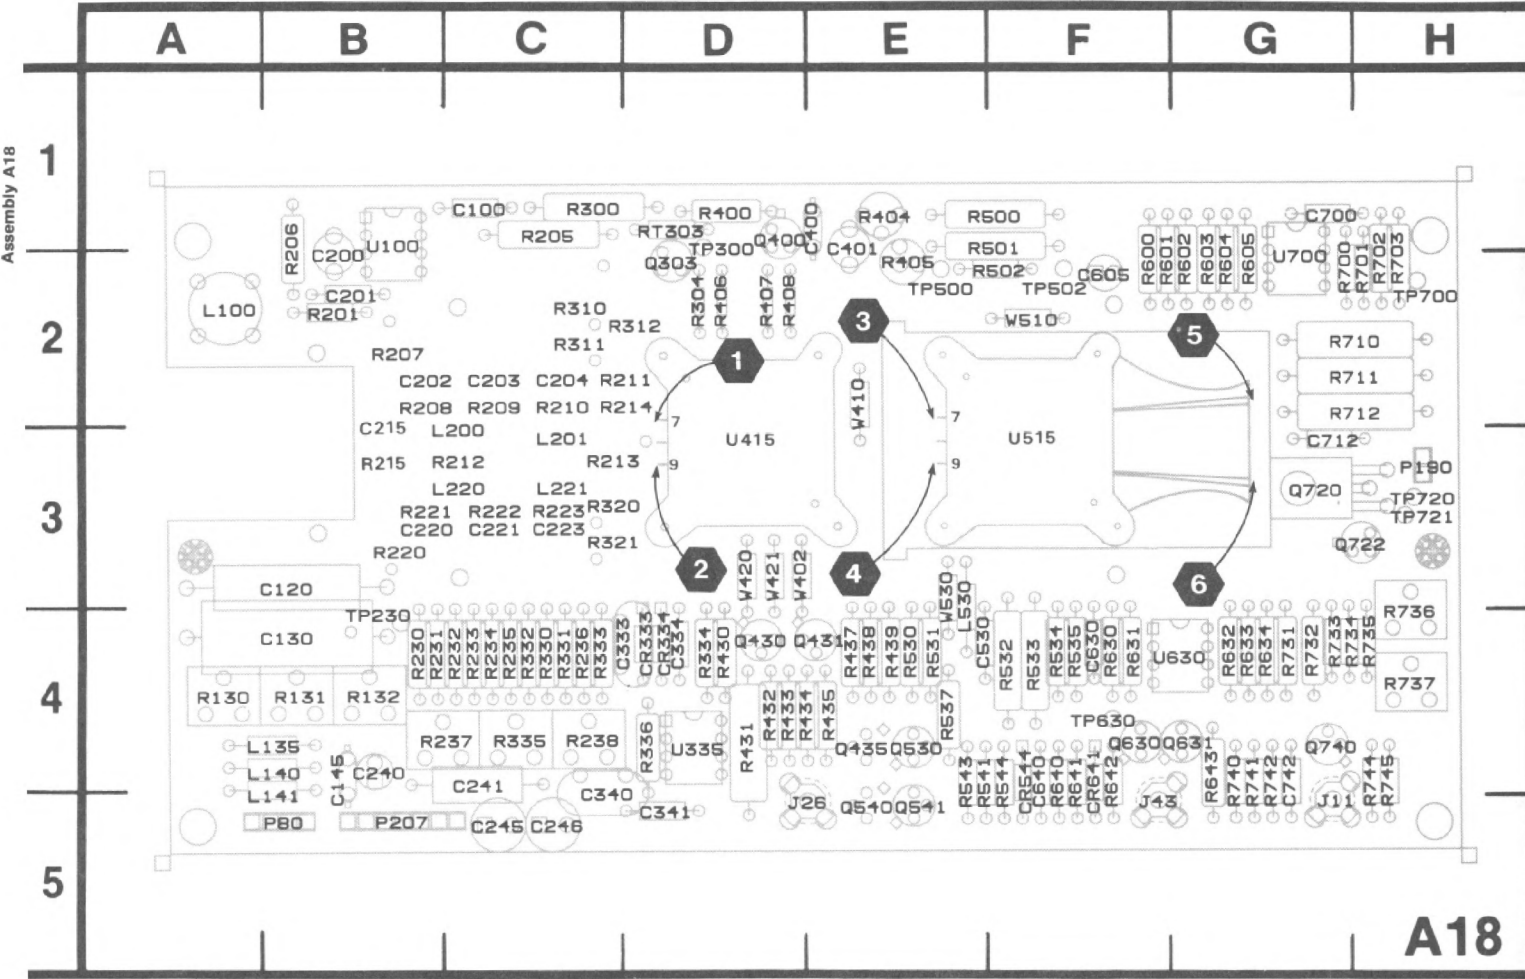 A B C D E F G H
Assembly A18
1
C100 R300 R400 C400 R404 R500 C700
R206 U100 R205 RT303 TP300 Q400 C401 R501 R600 R601 R602 R603 R604 R605 U700 R700 R701 R702 R703
C200 Q303 R405 R502 C605
L100 C201 R304 R406 R407 R408 TP500 TP502 TP700
R201 R310 R312 3 W510 5
2
R207 R311 1 R710
C202 C203 C204 R211 W410 R711
R208 R209 R210 R214 7 7 R712
C215 L200 L201 U415 U515 C712
R215 R212 R213 9 9 P190
L220 L221 Q720 TP720
3
R221 R222 R223 R320 TP721
C220 C221 C223
R220 R321 2 W420 W421 W402 4 6 Q722
C120 W530 L530
TP230 R736
C130 R230 R231 R232 R233 R234 R235 R332 R330 R331 R236 R333 C333 CR333 CR334 C334 R334 R430 Q430 Q431 R437 R438 R439 R530 R531 C530 R532 R533 R534 R535 C630 R630 R631 U630 R632 R633 R634 R731 R732 R733 R734 R735
4
R130 R131 R132 R432 R433 R434 R435 R537 R737
TP630
L135 R237 R335 R238 R336 U335 R431 Q435 Q530 Q630 Q631 Q740
L140 C145 C240 C241 C340 R543 R541 R544 CR544 C640 R641 CR641 R642 R643 R740 R741 R742 C742 R744 R745
L141 C341 J26 Q540 Q541 J43 J11
P80 P207 C245 C246
5
A18